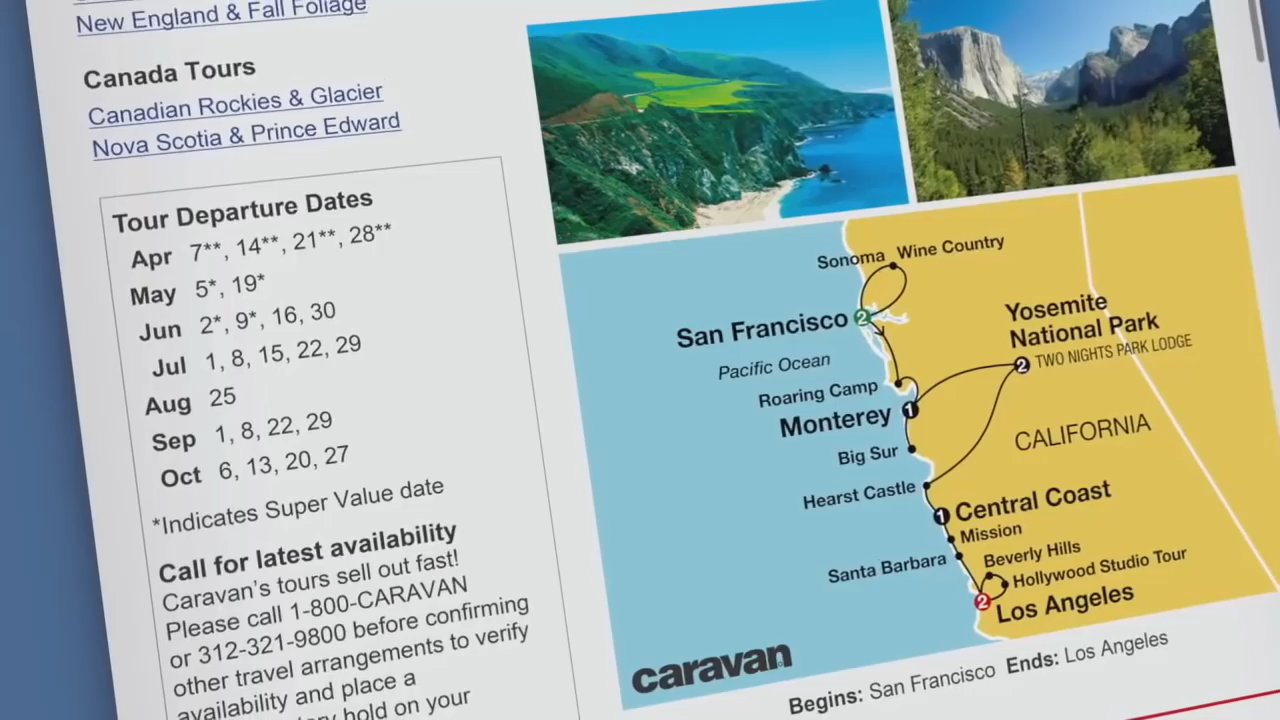 New England & Fall Foliage
Canada Tours
Canadian Rockies & Glacier
Nova Scotia & Prince Edward
Tour Departure Dates
Apr 7**, 14**, 21**, 28**
May 5*, 19*
Jun 2*, 9*, 16, 30
Jul 1, 8, 15, 22, 29
Aug 25
Sep 1, 8, 22, 29
Oct 6, 13, 20, 27
*Indicates Super Value date
Call for latest availability
Caravan's tours sell out fast!
Please call 1-800-CARAVAN
or 312-321-9800 before confirming
other travel arrangements to verify
availability and place a
hold on your
Sonoma Wine Country
San Francisco 2
Pacific Ocean
Yosemite
National Park
2 TWO NIGHTS PARK LODGE
Roaring Camp
Monterey 1
CALIFORNIA
Big Sur
Hearst Castle
1 Central Coast
Mission
Santa Barbara
Beverly Hills
Hollywood Studio Tour
2 Los Angeles
caravan
Begins: San Francisco Ends: Los Angeles